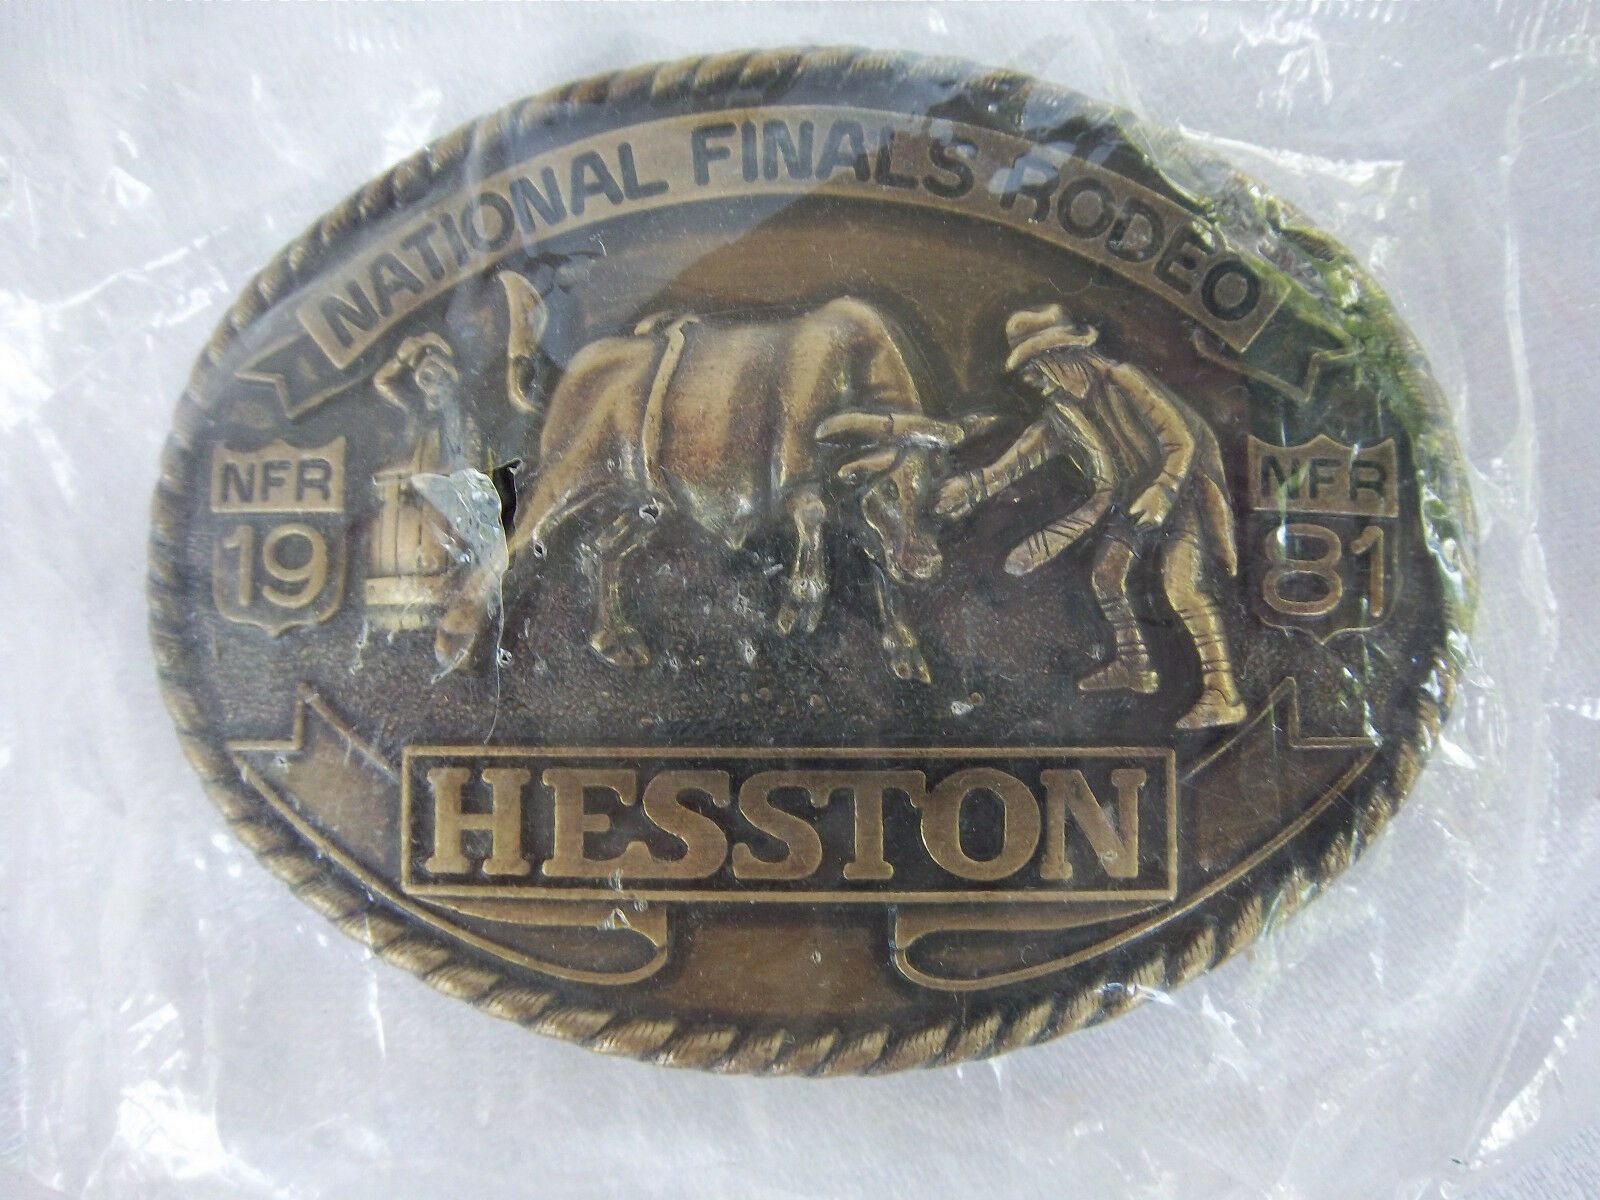 NATIONAL FINALS RODEO
NFR
19
NFR
81
HESSTON